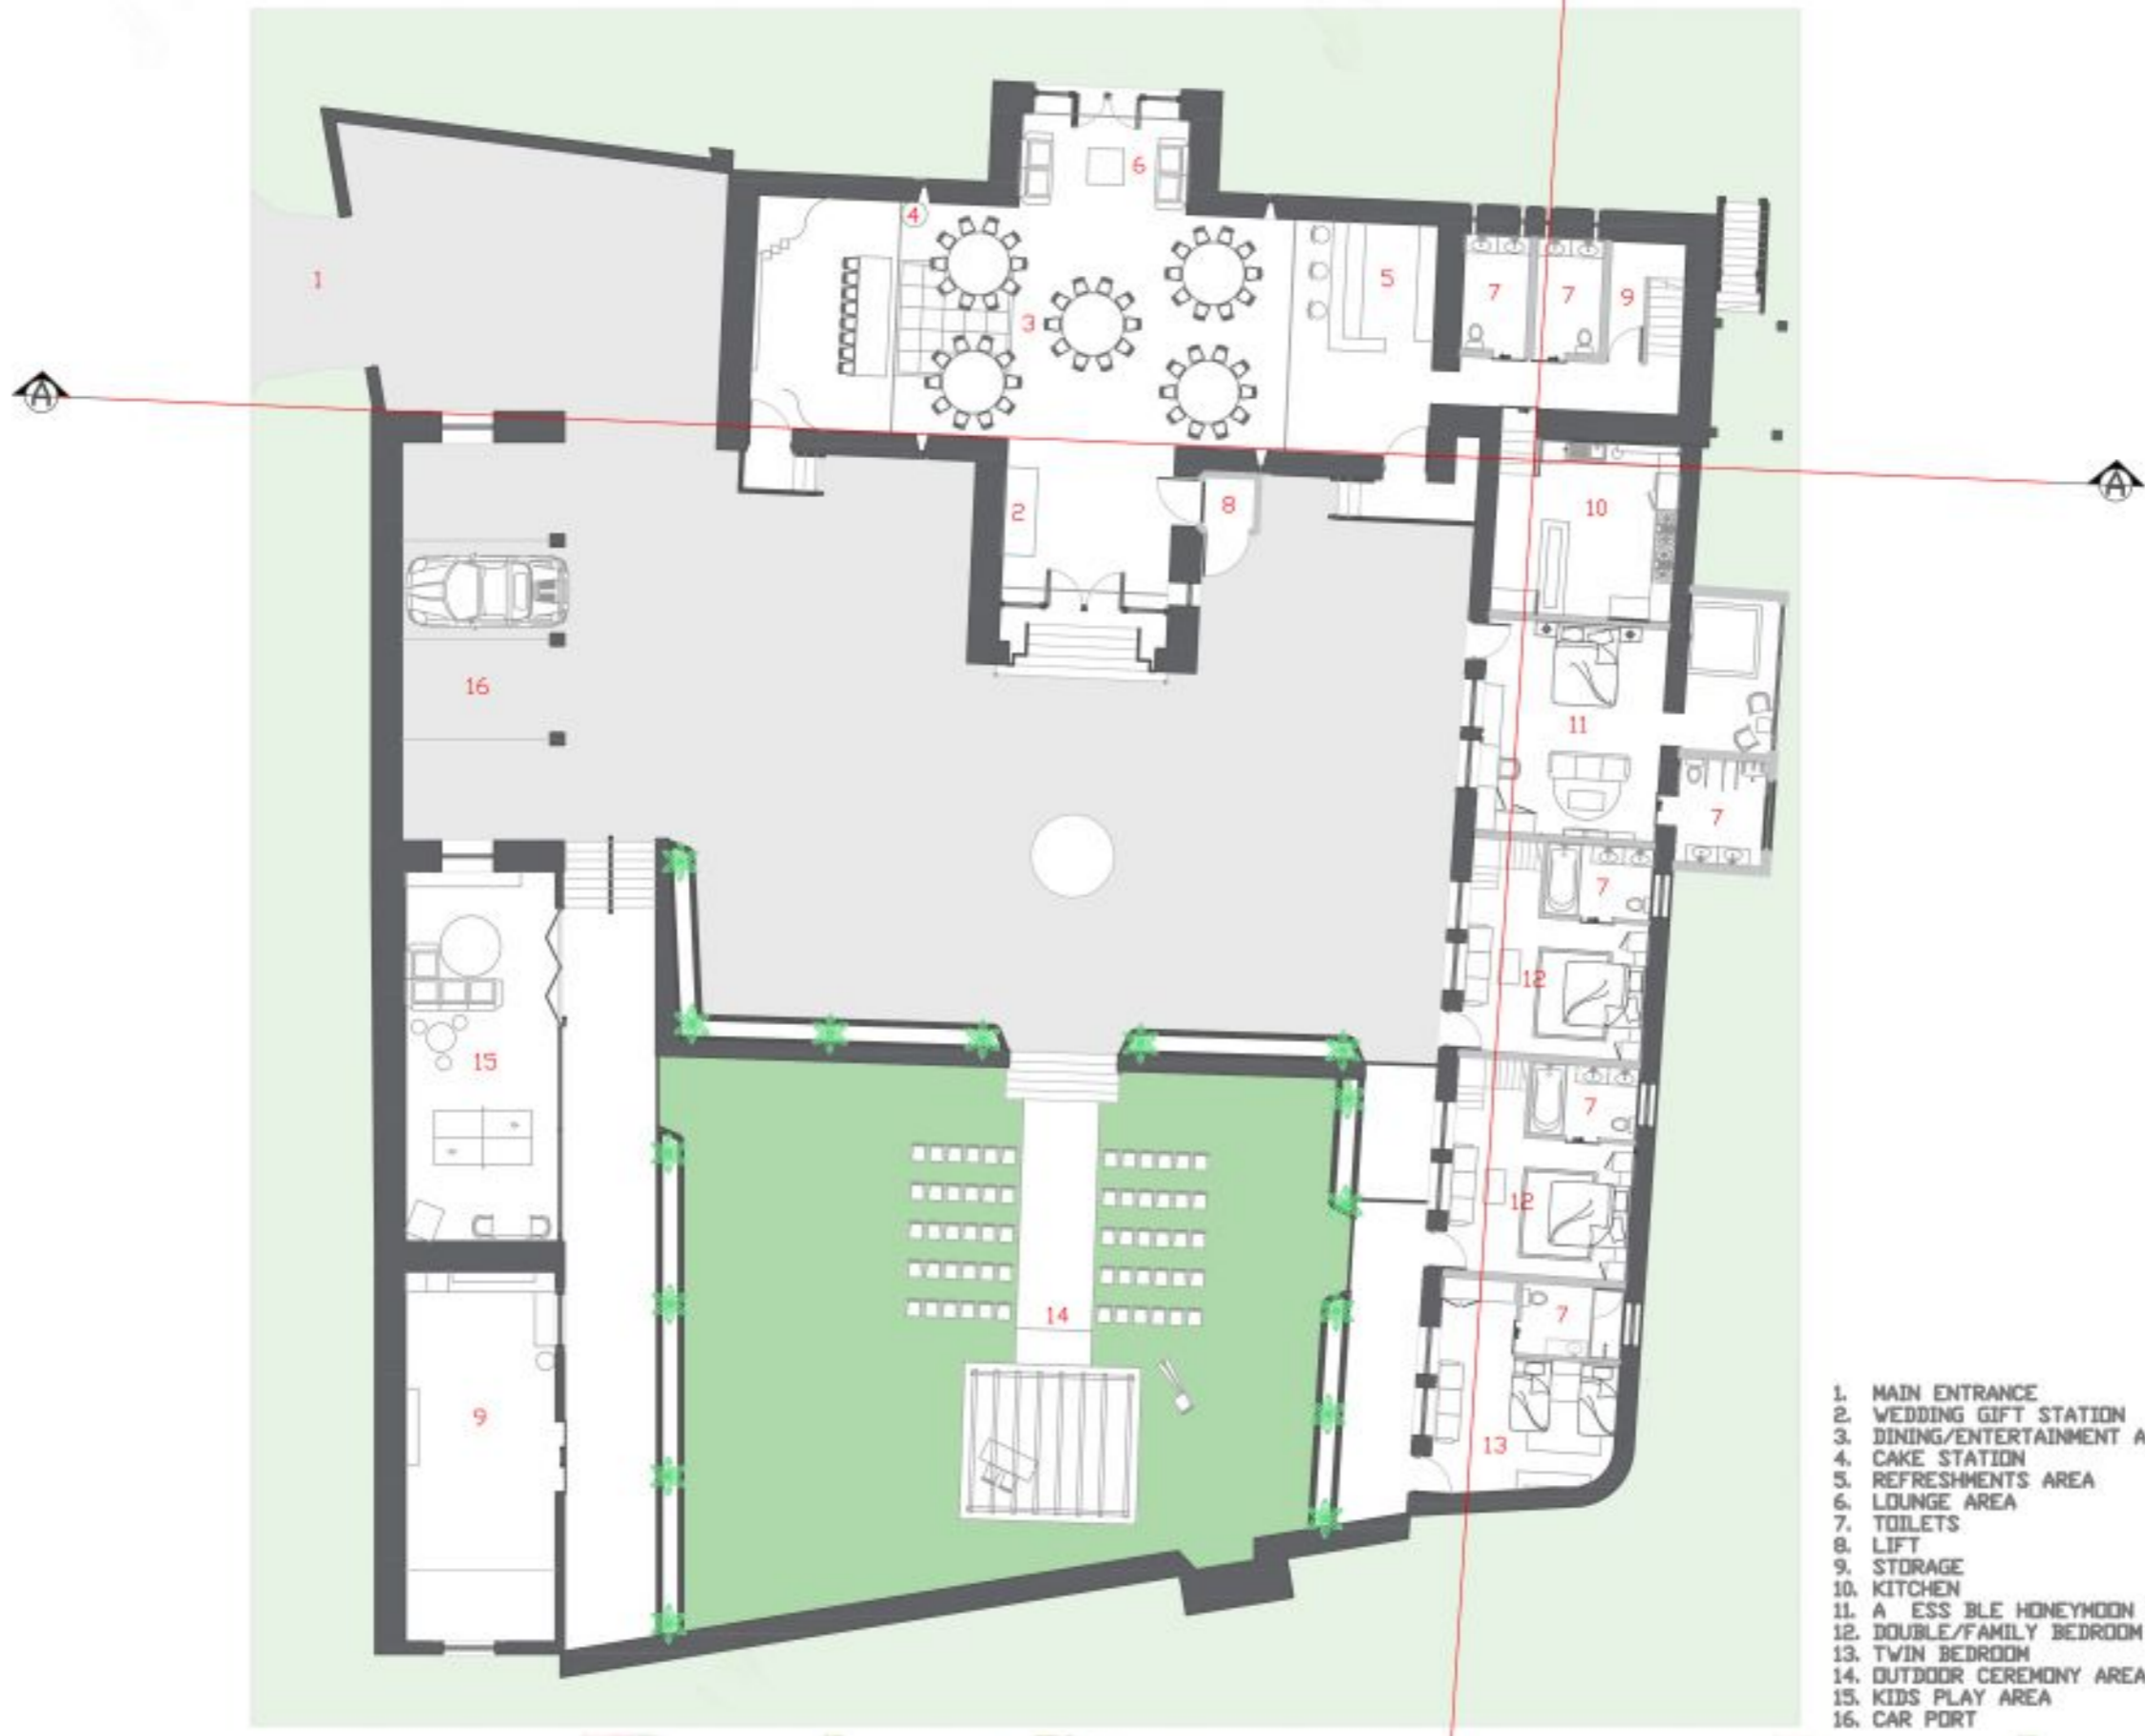 6
4
1
5
7
7
9
3
A
A
2
8
10
16
11
7
7
12
15
7
12
14
7
9
13
1. MAIN ENTRANCE
2. WEDDING GIFT STATION
3. DINING/ENTERTAINMENT A
4. CAKE STATION
5. REFRESHMENTS AREA
6. LOUNGE AREA
7. TOILETS
8. LIFT
9. STORAGE
10. KITCHEN
11. A ESS BLE HONEYMOON
12. DOUBLE/FAMILY BEDROOM
13. TWIN BEDROOM
14. OUTDOOR CEREMONY AREA
15. KIDS PLAY AREA
16. CAR PORT